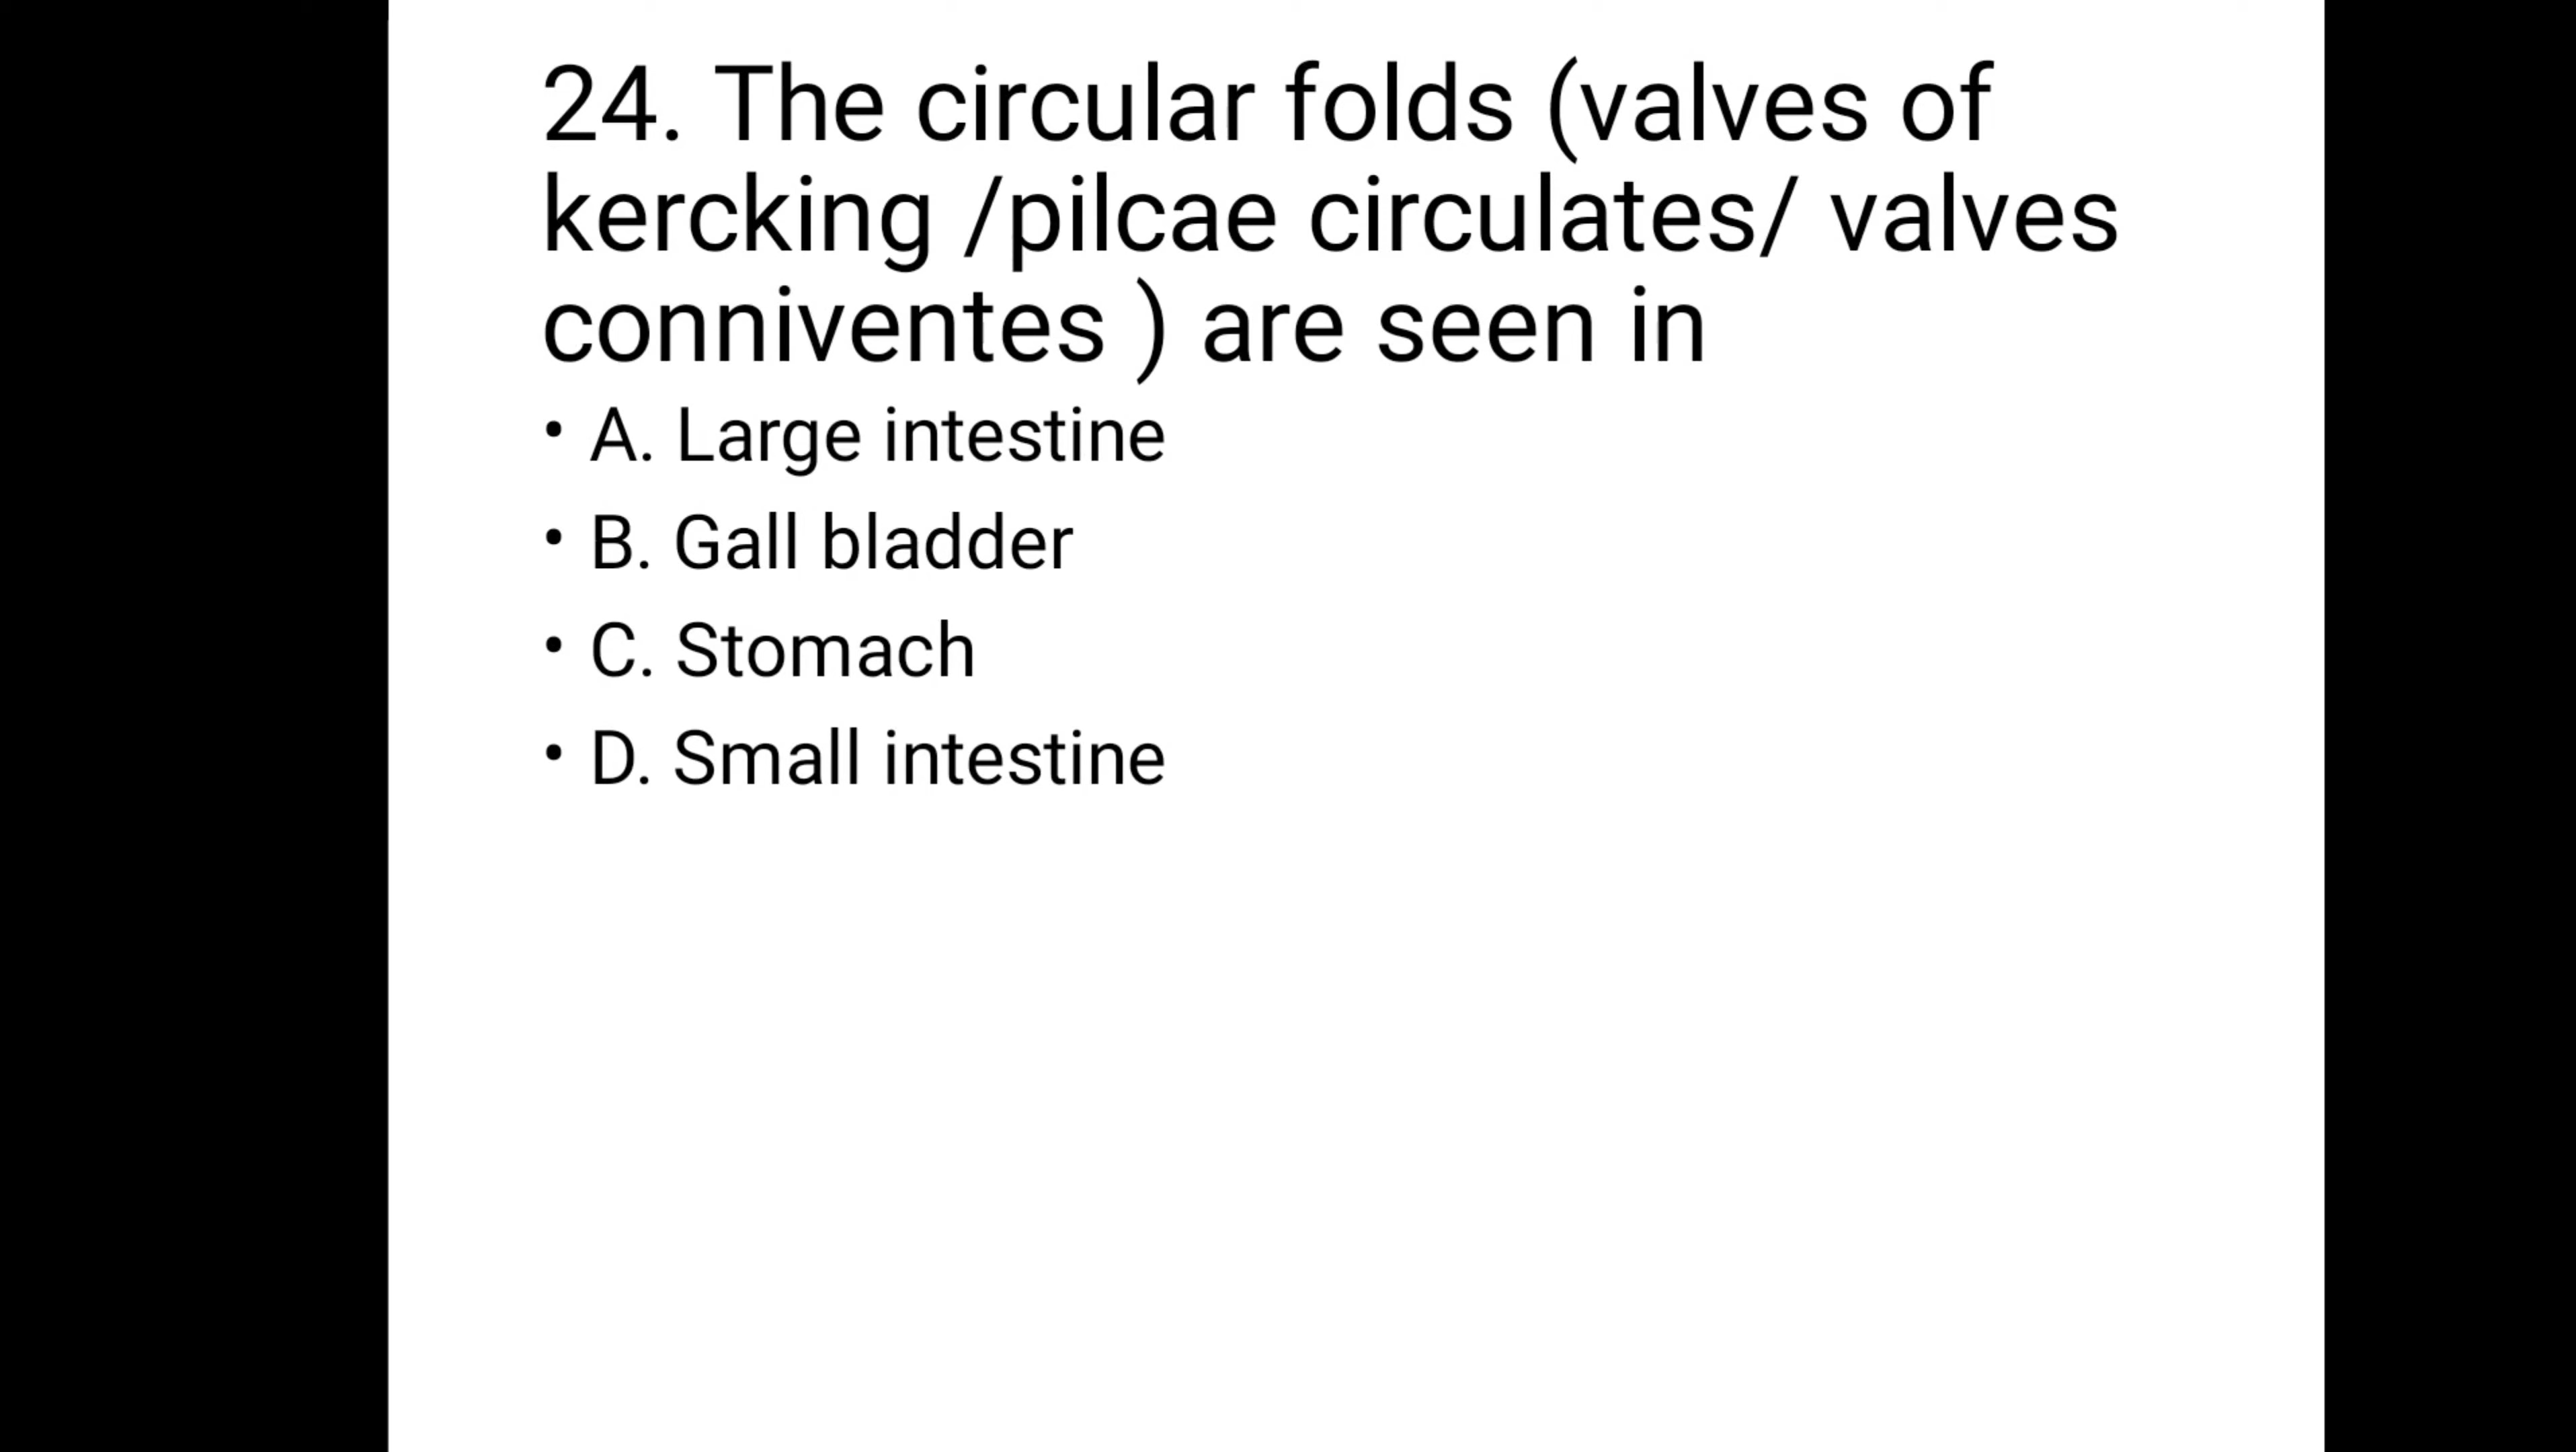 24. The circular folds (valves of
kercking /pilcae circulates/ valves
conniventes ) are seen in
• A. Large intestine
• B. Gall bladder
• C. Stomach
• D. Small intestine